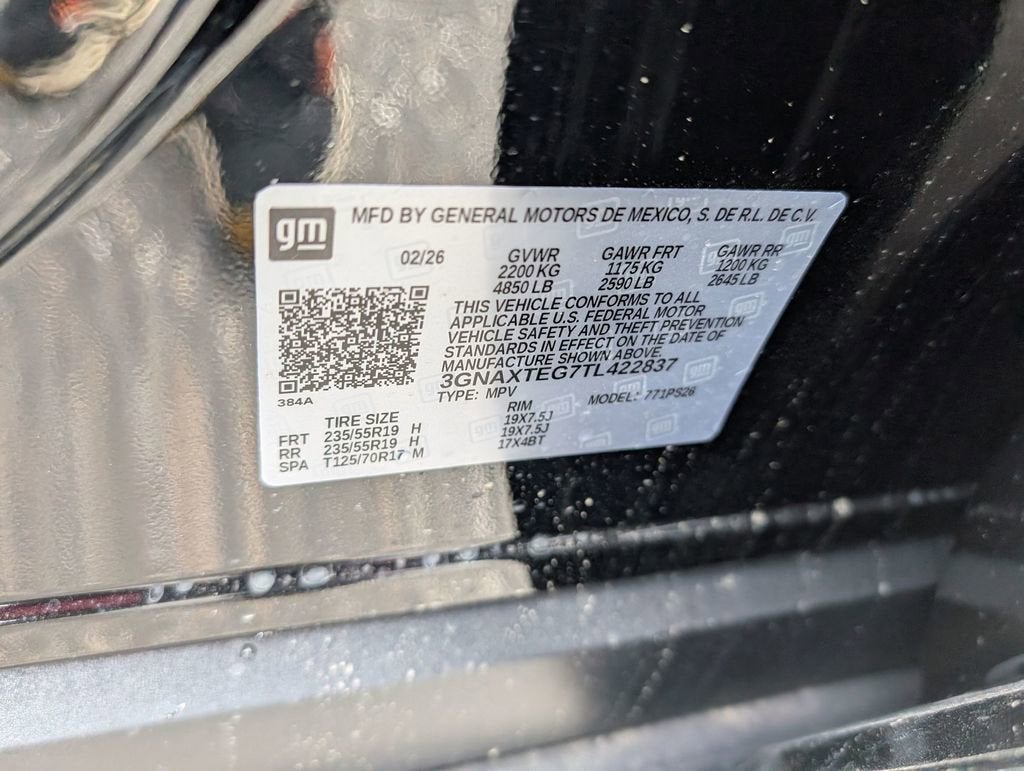 gm MFD BY GENERAL MOTORS DE MEXICO, S. DE R.L. DE C.V.
02/26 GVWR GAWR FRT GAWR RR
2200 KG 1175 KG 1200 KG
4850 LB 2590 LB 2645 LB
THIS VEHICLE CONFORMS TO ALL
APPLICABLE U.S. FEDERAL MOTOR
VEHICLE SAFETY AND THEFT PREVENTION
STANDARDS IN EFFECT ON THE DATE OF
MANUFACTURE SHOWN ABOVE.
3GNAXTEG7TL422837
384A TYPE: MPV MODEL: 771PS26
TIRE SIZE RIM
FRT 235/55R19 H 19X7.5J
RR 235/55R19 H 19X7.5J
SPA T125/70R17 M 17X4BT